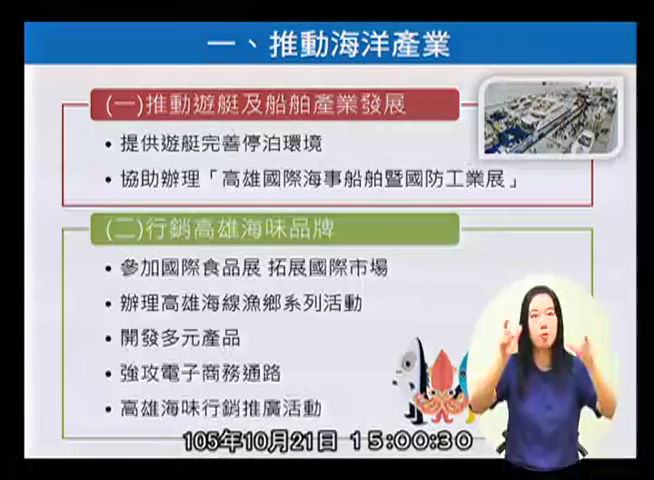 一、推動海洋產業
(一)推動遊艇及船舶產業發展
• 提供遊艇完善停泊環境
• 協助辦理「高雄國際海事船舶暨國防工業展」
(二)行銷高雄海味品牌
• 參加國際食品展 拓展國際市場
• 辦理高雄海線漁鄉系列活動
• 開發多元產品
• 強攻電子商務通路
• 高雄海味行銷推廣活動
105年10月21日 15:00:30